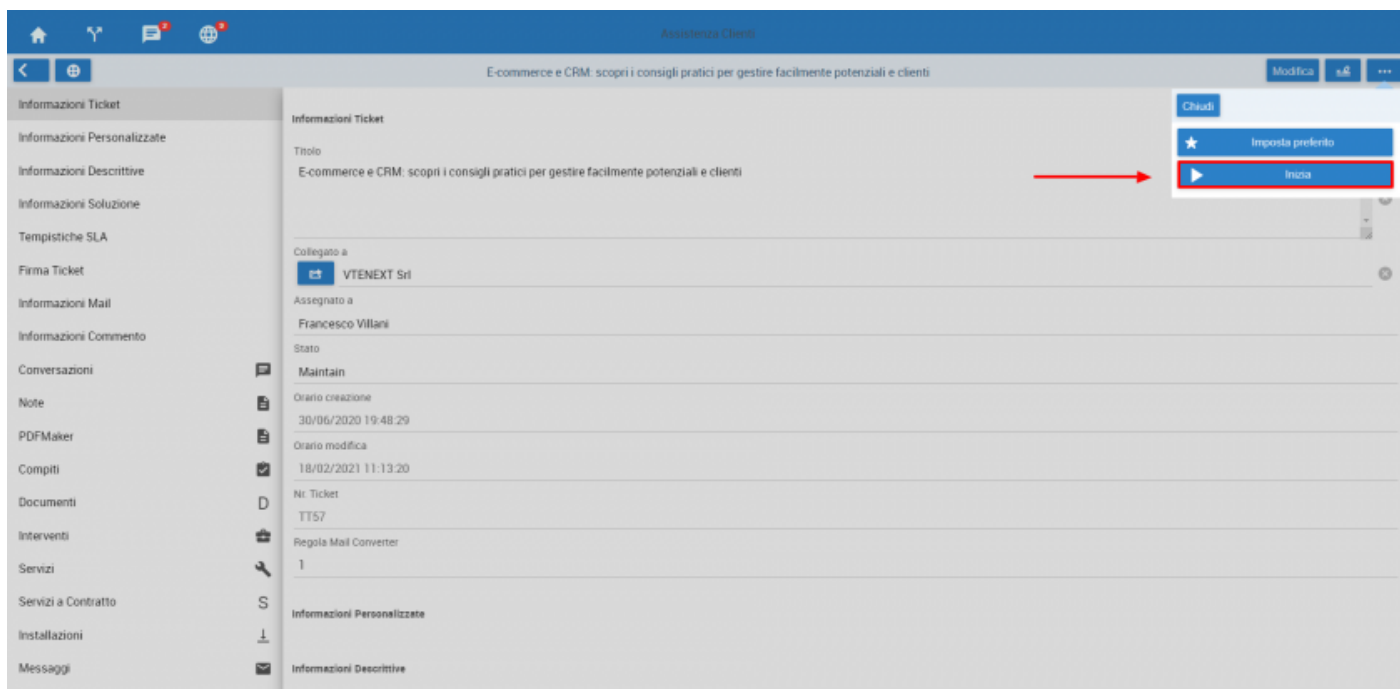 2
3
Assistenza Clienti
E-commerce e CRM: scopri i consigli pratici per gestire facilmente potenziali e clienti
Modifica
Chiudi
Imposta preferito
Inizia
Informazioni Ticket
Informazioni Personalizzate
Informazioni Descrittive
Informazioni Soluzione
Tempistiche SLA
Firma Ticket
Informazioni Mail
Informazioni Commento
Conversazioni
Note
PDFMaker
Compiti
Documenti D
Interventi
Servizi
Servizi a Contratto S
Installazioni
Messaggi
Informazioni Ticket
Titolo
E-commerce e CRM: scopri i consigli pratici per gestire facilmente potenziali e clienti
Collegato a
VTENEXT Srl
Assegnato a
Francesco Villani
Stato
Maintain
Orario creazione
30/06/2020 19:48:29
Orario modifica
18/02/2021 11:13:20
Nr. Ticket
TT57
Regola Mail Converter
1
Informazioni Personalizzate
Informazioni Descrittive